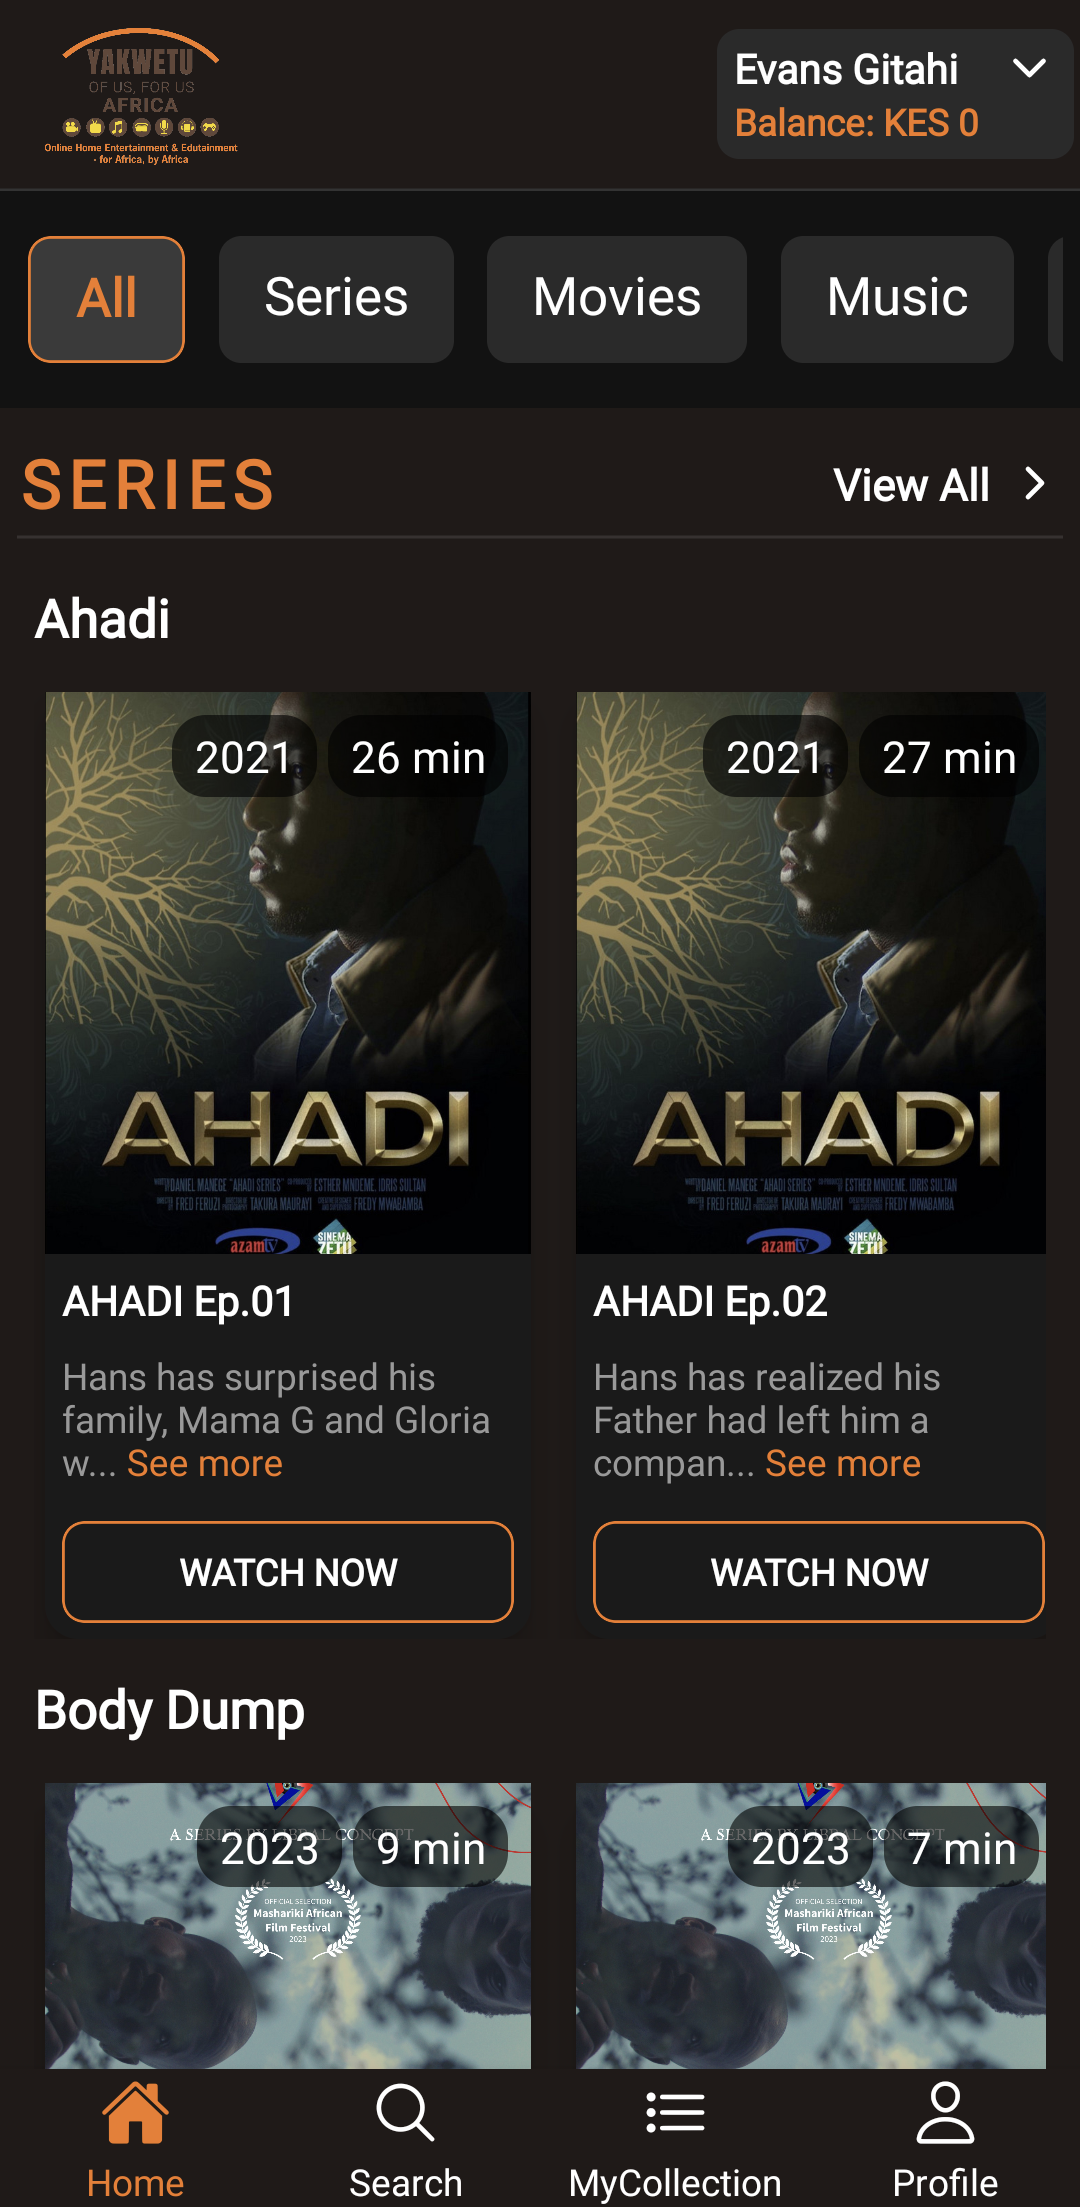 YAKWETU
OF US, FOR US
AFRICA
Online Home Entertainment & Edutainment
- for Africa, by Africa
Evans Gitahi
Balance: KES 0
All
Series
Movies
Music
SERIES
View All
Ahadi
2021
26 min
AHADI
DANIEL MANEGE "AHADI SERIES" ESTHER MNDEME, IDRIS SULTAN
FRED FERUZI TAKURA MAURAYI FREDY MWABAMBA
azamtv
SINEMA
ZETU
AHADI Ep.01
Hans has surprised his
family, Mama G and Gloria
w... See more
WATCH NOW
2021
27 min
AHADI
DANIEL MANEGE "AHADI SERIES" ESTHER MNDEME, IDRIS SULTAN
FRED FERUZI TAKURA MAURAYI FREDY MWABAMBA
azamtv
SINEMA
ZETU
AHADI Ep.02
Hans has realized his
Father had left him a
compan... See more
WATCH NOW
Body Dump
2023
9 min
A SERIES BY LIBRAL CONCEPT
OFFICIAL SELECTION
Mashariki African
Film Festival
2023
2023
7 min
A SERIES BY LIBRAL CONCEPT
OFFICIAL SELECTION
Mashariki African
Film Festival
2023
Home
Search
MyCollection
Profile